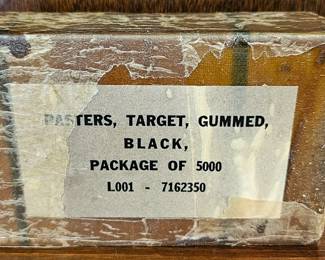 PASTERS, TARGET, GUMMED,
BLACK,
PACKAGE OF 5000
L001 - 7162350